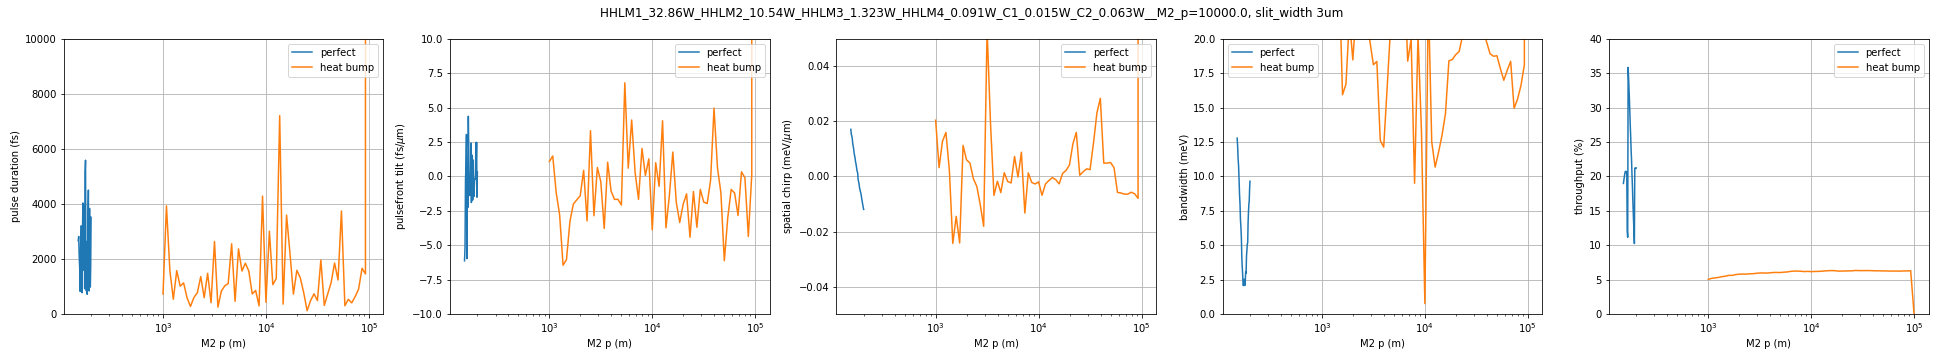 HHLM1_32.86W_HHLM2_10.54W_HHLM3_1.323W_HHLM4_0.091W_C1_0.015W_C2_0.063W__M2_p=10000.0, slit_width 3um
pulse duration (fs)
10000
8000
6000
4000
2000
0
10³
10⁴
10⁵
M2 p (m)
perfect
heat bump
pulsefront tilt (fs/μm)
10.0
7.5
5.0
2.5
0.0
−2.5
−5.0
−7.5
−10.0
10³
10⁴
10⁵
M2 p (m)
perfect
heat bump
spatial chirp (meV/μm)
0.04
0.02
0.00
−0.02
−0.04
10³
10⁴
10⁵
M2 p (m)
perfect
heat bump
bandwidth (meV)
20.0
17.5
15.0
12.5
10.0
7.5
5.0
2.5
0.0
10³
10⁴
10⁵
M2 p (m)
perfect
heat bump
throughput (%)
40
35
30
25
20
15
10
5
0
10³
10⁴
10⁵
M2 p (m)
perfect
heat bump